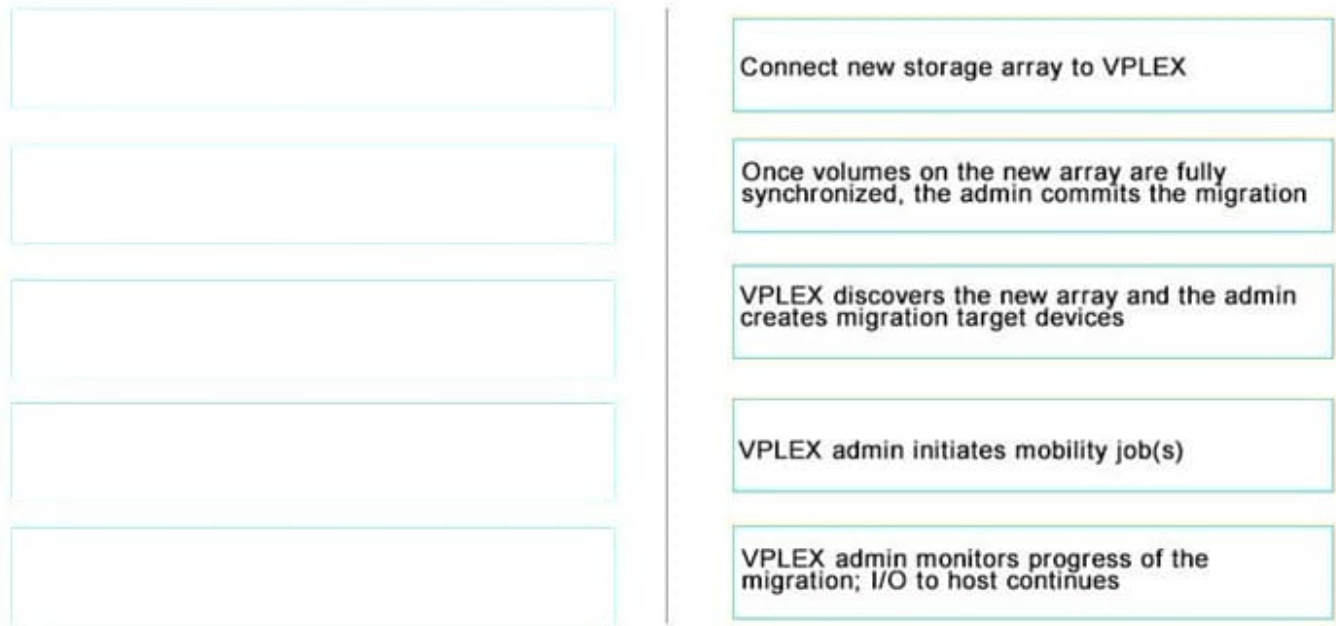 Connect new storage array to VPLEX
Once volumes on the new array are fully
synchronized, the admin commits the migration
VPLEX discovers the new array and the admin
creates migration target devices
VPLEX admin initiates mobility job(s)
VPLEX admin monitors progress of the
migration; I/O to host continues